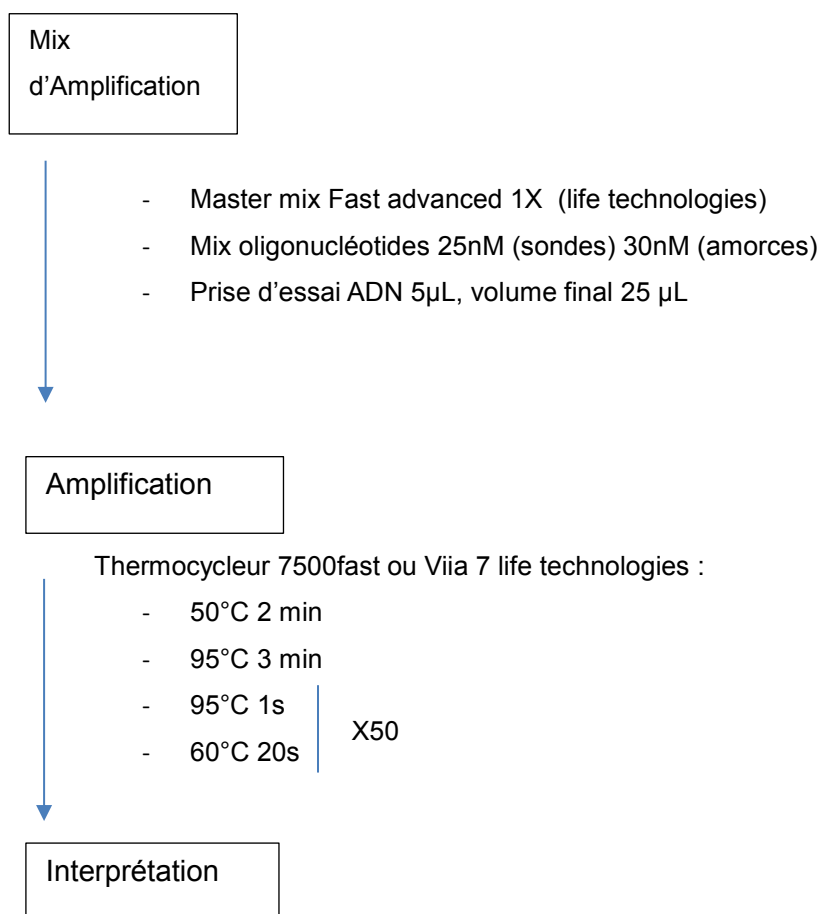 Mix
d’Amplification
- Master mix Fast advanced 1X (life technologies)
- Mix oligonucléotides 25nM (sondes) 30nM (amorces)
- Prise d’essai ADN 5µL, volume final 25 µL
Amplification
Thermocycleur 7500fast ou Viia 7 life technologies :
- 50°C 2 min
- 95°C 3 min
- 95°C 1s
- 60°C 20s
X50
Interprétation